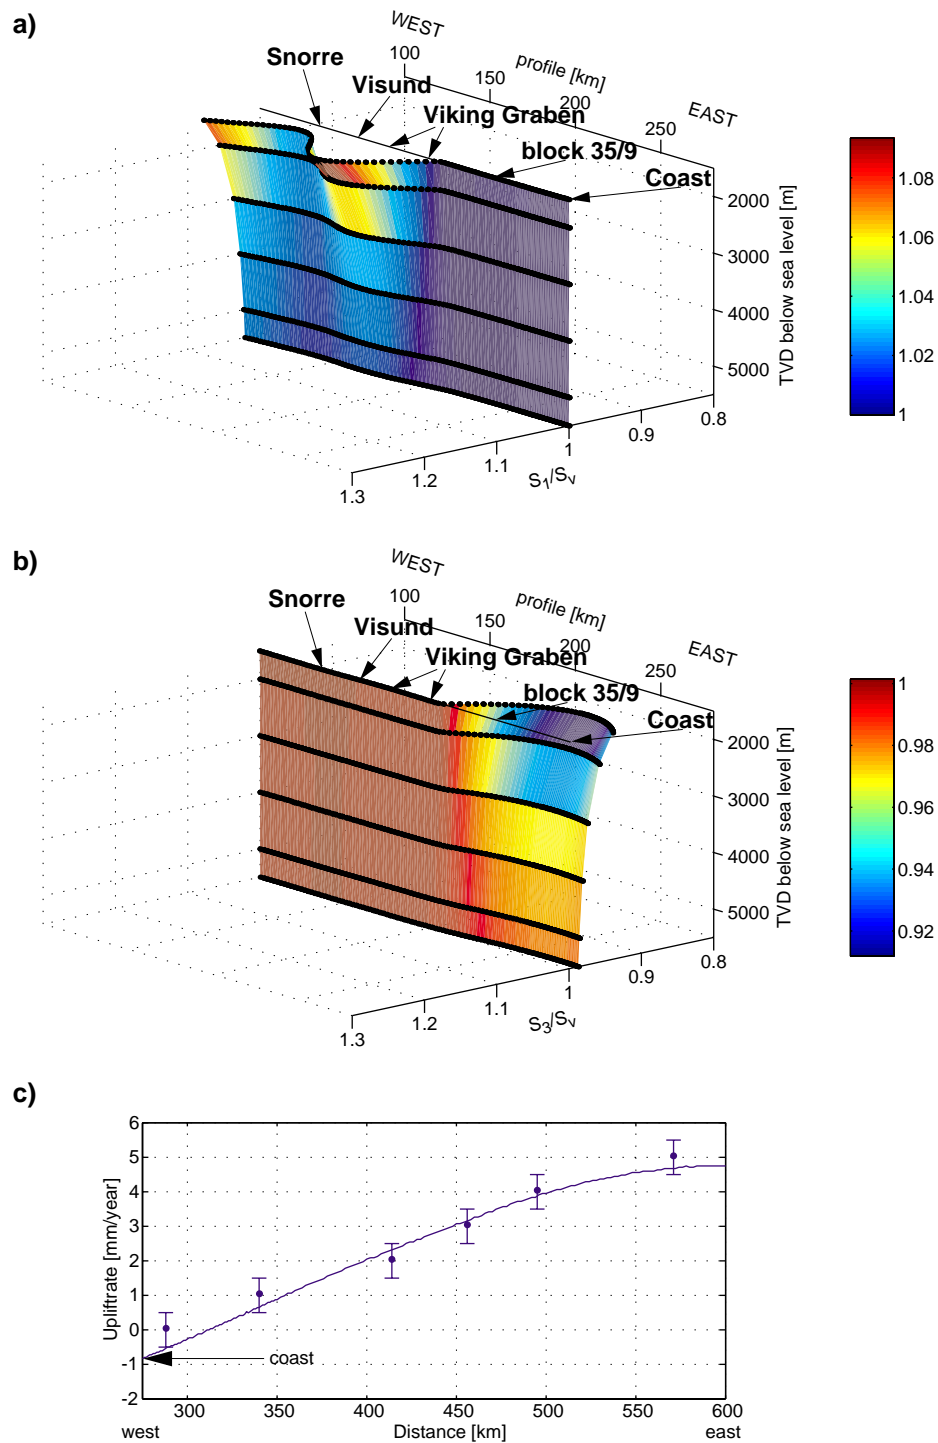 a)
WEST
Snorre
100
profile [km]
Visund
150
Viking Graben
200
EAST
block 35/9
250
Coast
2000
3000
4000
5000
TVD below sea level [m]
0.8
0.9
1
1.1
1.2
1.3
S1/Sv
1.08
1.06
1.04
1.02
1
b)
WEST
Snorre
100
profile [km]
Visund
150
Viking Graben
200
EAST
block 35/9
250
Coast
2000
3000
4000
5000
TVD below sea level [m]
0.8
0.9
1
1.1
1.2
1.3
S3/Sv
1
0.98
0.96
0.94
0.92
c)
6
5
4
3
2
1
0
-1
-2
Upliftrate [mm/year]
coast
300 350 400 450 500 550 600
west Distance [km] east